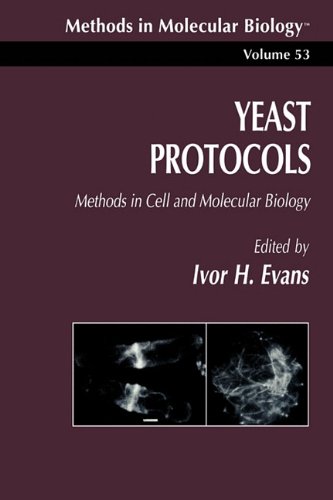 Methods in Molecular Biology™
Volume 53
YEAST
PROTOCOLS
Methods in Cell and Molecular Biology
Edited by
Ivor H. Evans